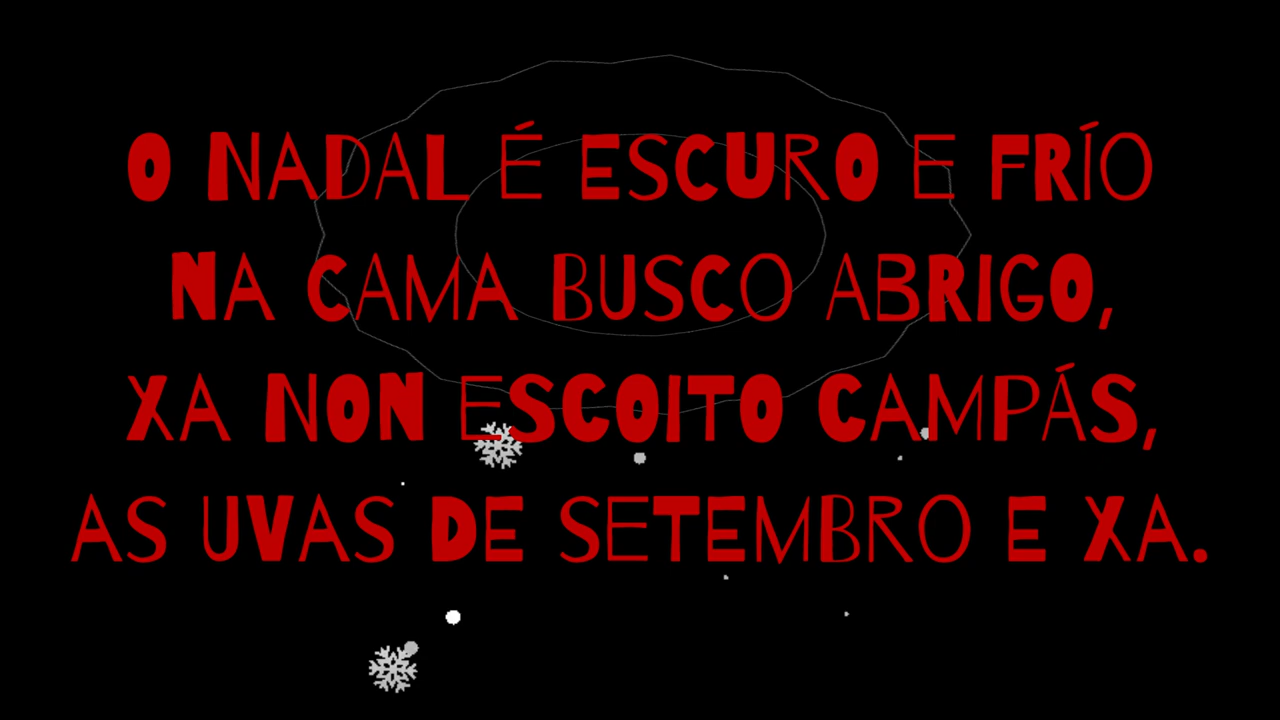 O NADAL É ESCURO E FRÍO
NA CAMA BUSCO ABRIGO,
XA NON ESCOITO CAMPÁS,
AS UVAS DE SETEMBRO E XA.